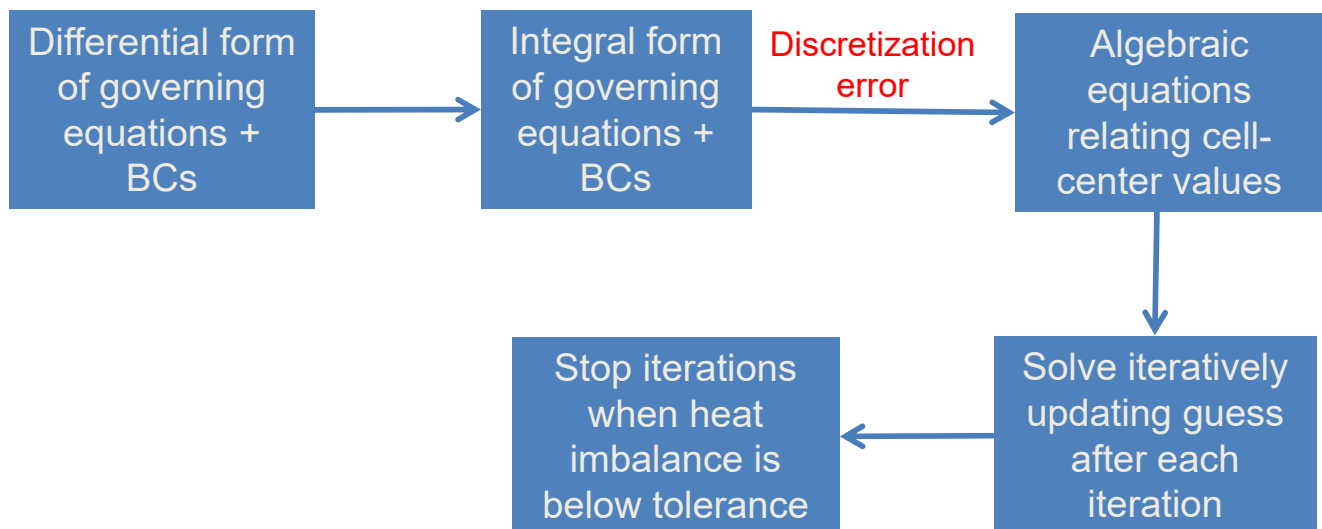 Differential form
of governing
equations +
BCs
Integral form
of governing
equations +
BCs
Discretization
error
Algebraic
equations
relating cell-
center values
Solve iteratively
updating guess
after each
iteration
Stop iterations
when heat
imbalance is
below tolerance